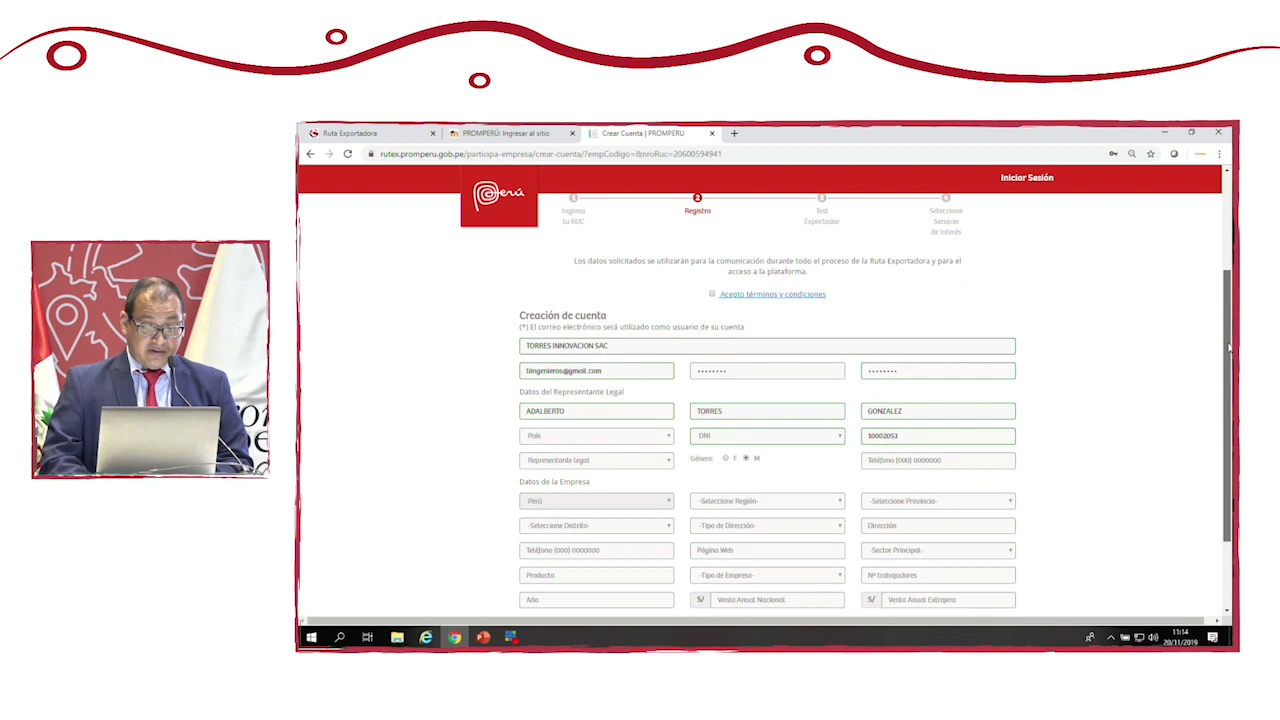 Ruta Exportadora
PROMPERÚ: Ingresar al sitio
Crear Cuenta | PROMPERU
rutex.promperu.gob.pe/participa-empresa/crear-cuenta/?empCodigo=&nroRuc=20600594941
Iniciar Sesión
Perú
1
2
3
4
Ingresa
tu RUC
Registro
Test
Exportador
Seleccione
Servicio
de Interés
Los datos solicitados se utilizarán para la comunicación durante todo el proceso de la Ruta Exportadora y para el
acceso a la plataforma.
Acepto términos y condiciones
Creación de cuenta
(*) El correo electrónico será utilizado como usuario de su cuenta
TORRES INNOVACION SAC
tiingenieros@gmail.com
Datos del Representante Legal
ADALBERTO TORRES GONZALEZ
País DNI 10002053
Representante legal Género: F M Teléfono (000) 0000000
Datos de la Empresa
Perú -Seleccione Región- -Seleccione Provincia-
-Seleccione Distrito- -Tipo de Dirección- Dirección
Teléfono (000) 0000000 Página Web -Sector Principal-
Producto -Tipo de Empresa- Nº trabajadores
Año S/ Venta Anual Nacional S/ Venta Anual Extrajera
11:14
20/11/2019